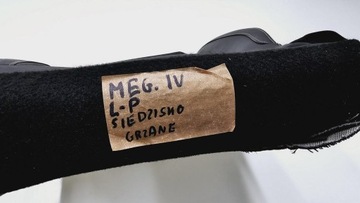 MEG. IV
L-P
SIEDZISKO
GRZANE